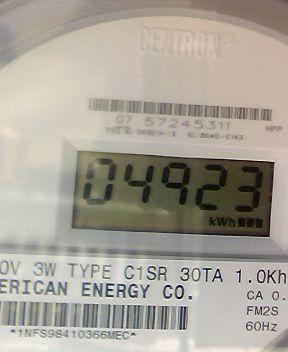 CENTRON®
07 57245311
04923
kWh
0V 3W TYPE C1SR 30TA 1.0Kh
ERICAN ENERGY CO.
CA 0.
FM2S
60Hz
*1NFS98410366MEC*